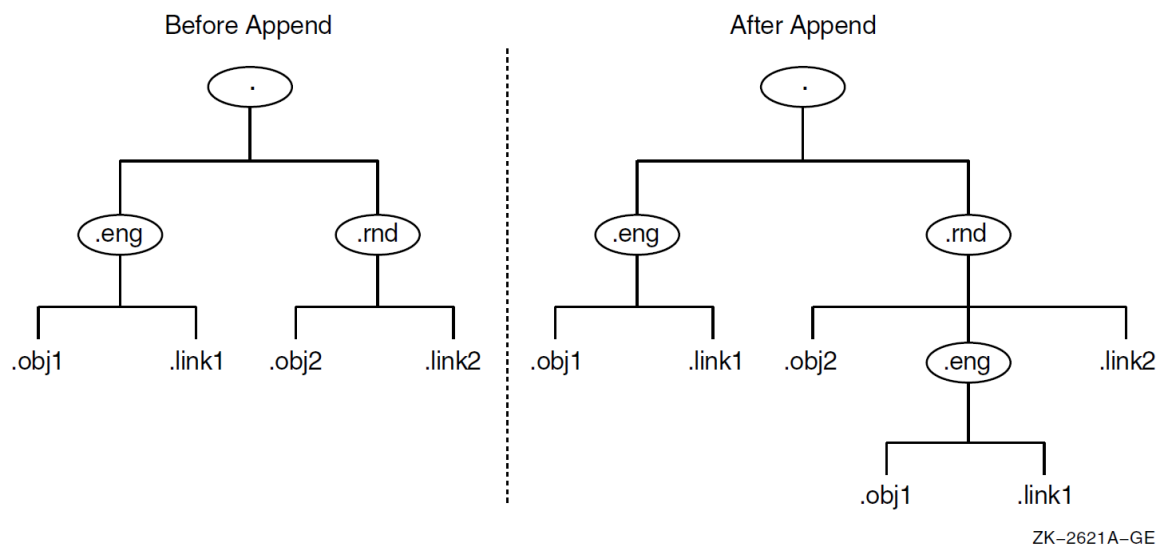 Before Append
After Append
.
.
.eng
.rnd
.eng
.rnd
.obj1
.link1
.obj2
.link2
.obj1
.link1
.obj2
.eng
.link2
.obj1
.link1
ZK–2621A–GE